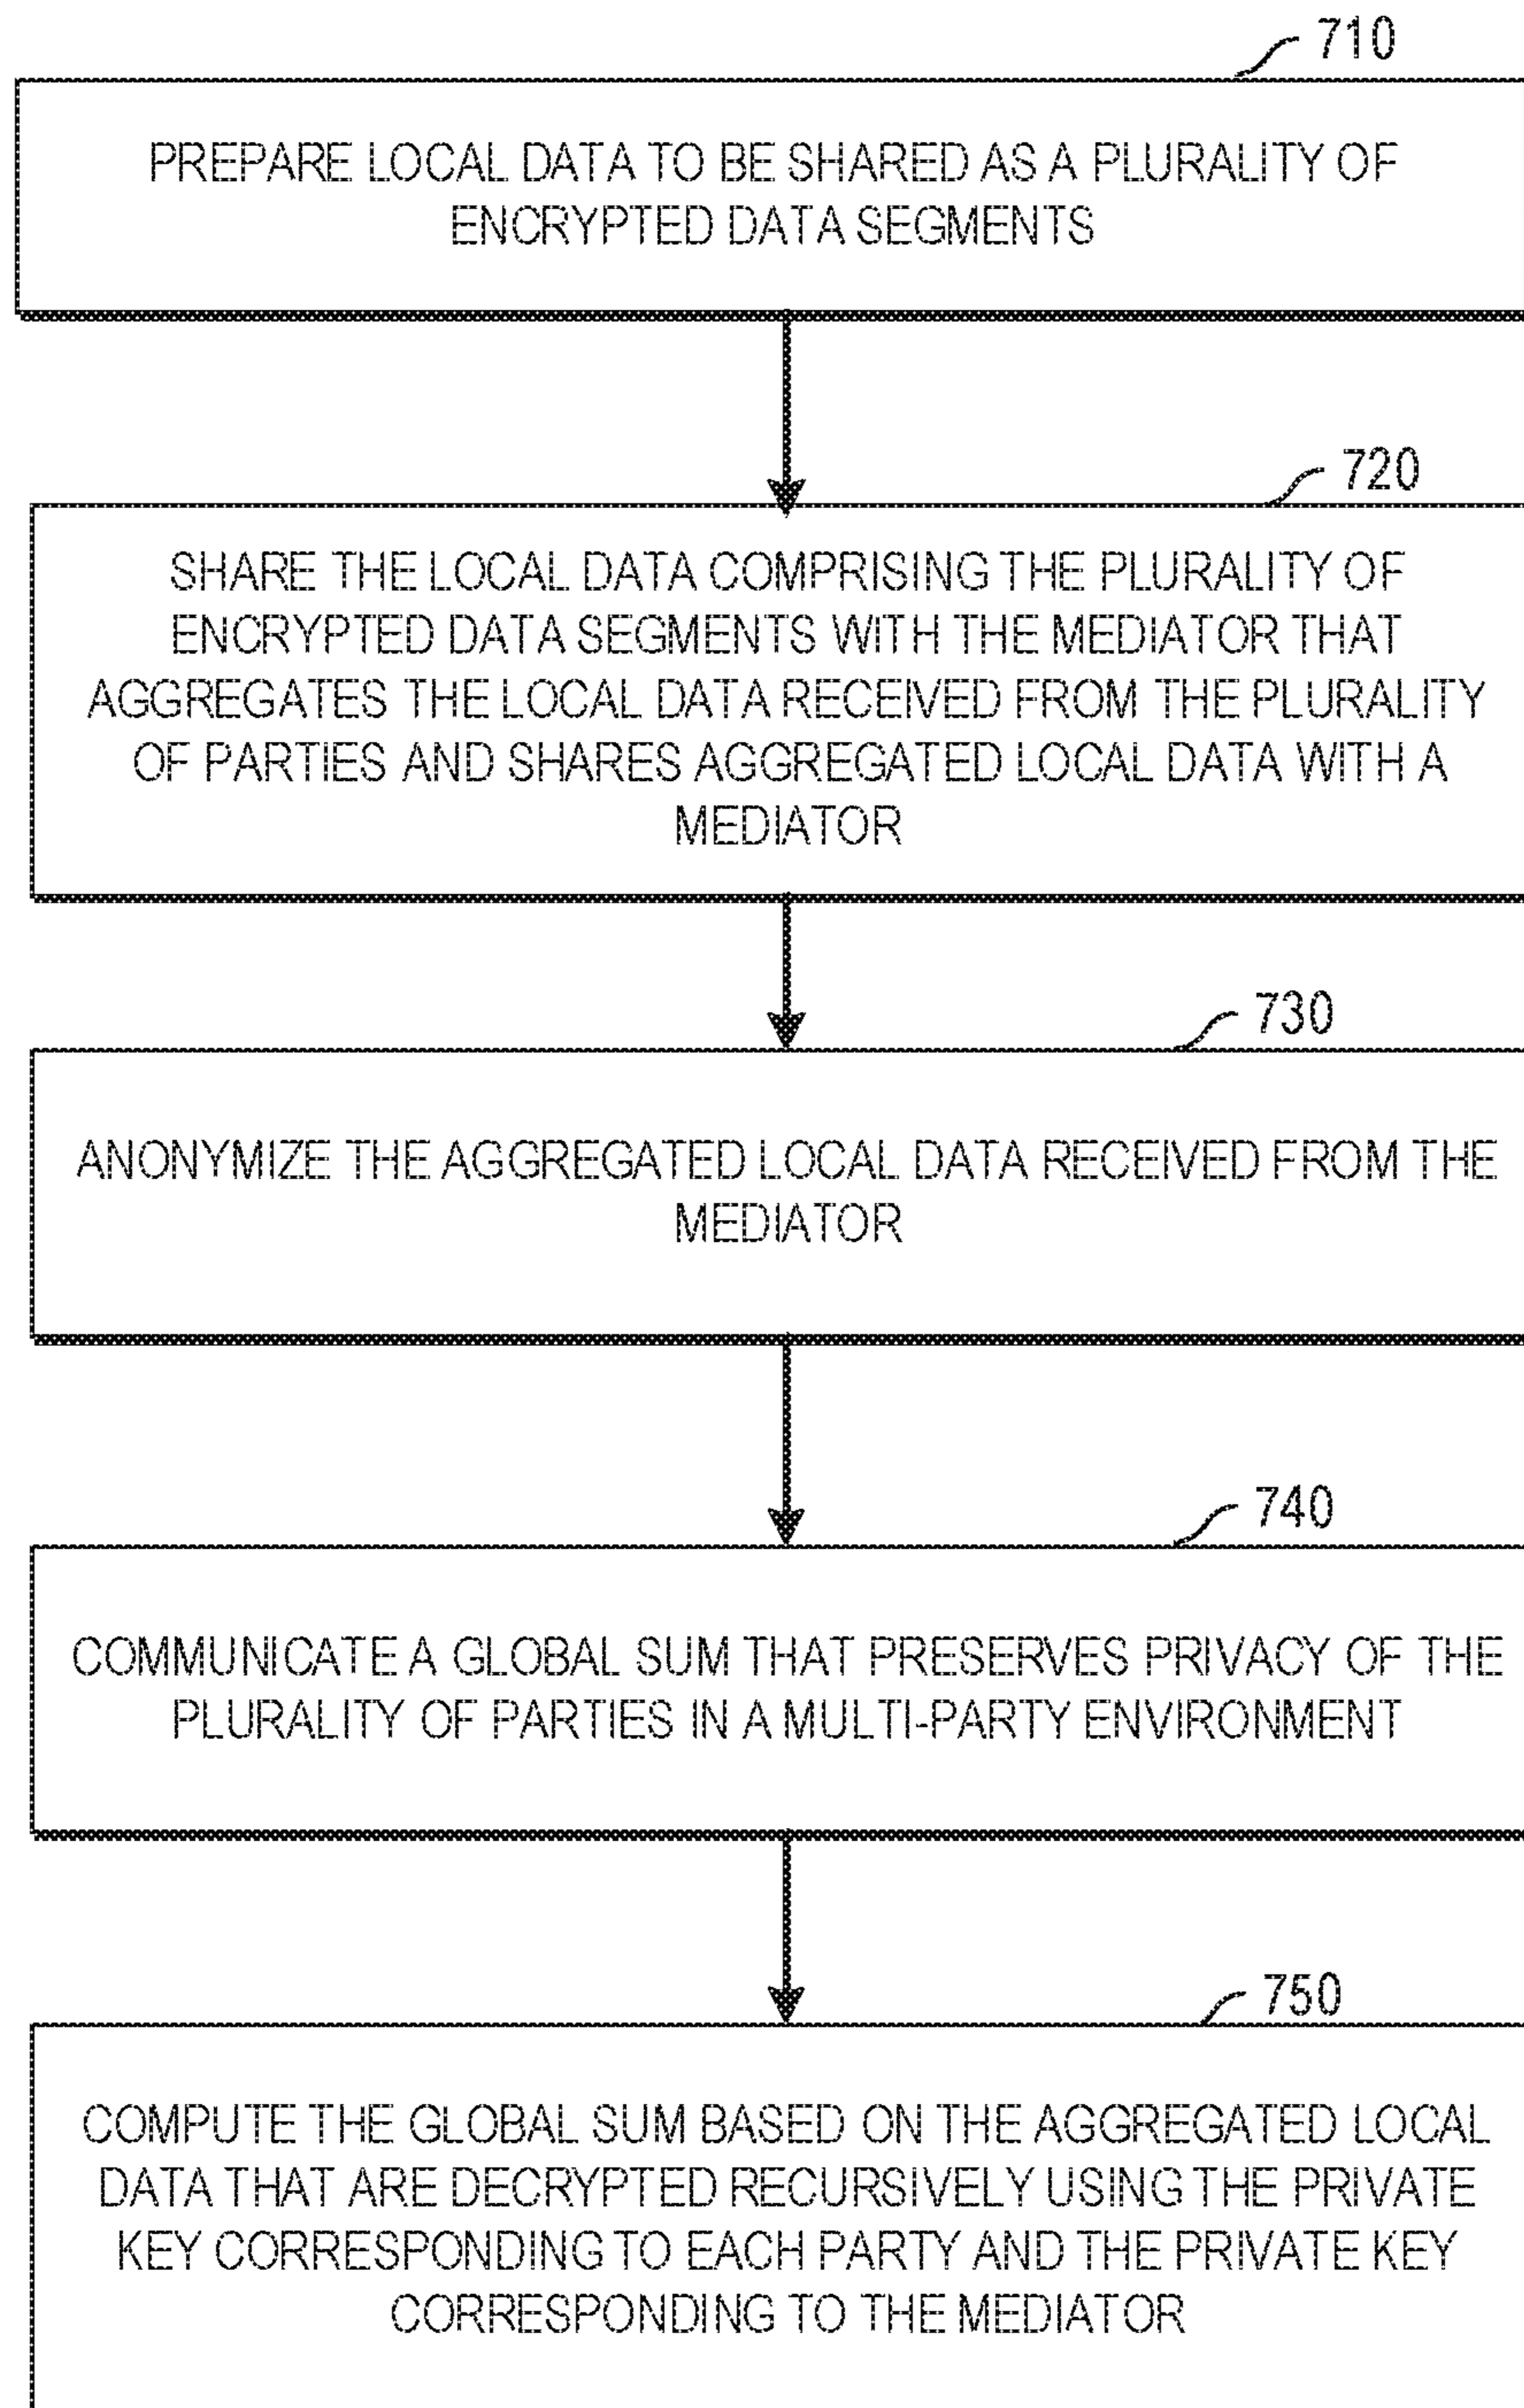 710
PREPARE LOCAL DATA TO BE SHARED AS A PLURALITY OF
ENCRYPTED DATA SEGMENTS
720
SHARE THE LOCAL DATA COMPRISING THE PLURALITY OF
ENCRYPTED DATA SEGMENTS WITH THE MEDIATOR THAT
AGGREGATES THE LOCAL DATA RECEIVED FROM THE PLURALITY
OF PARTIES AND SHARES AGGREGATED LOCAL DATA WITH A
MEDIATOR
730
ANONYMIZE THE AGGREGATED LOCAL DATA RECEIVED FROM THE
MEDIATOR
740
COMMUNICATE A GLOBAL SUM THAT PRESERVES PRIVACY OF THE
PLURALITY OF PARTIES IN A MULTI-PARTY ENVIRONMENT
750
COMPUTE THE GLOBAL SUM BASED ON THE AGGREGATED LOCAL
DATA THAT ARE DECRYPTED RECURSIVELY USING THE PRIVATE
KEY CORRESPONDING TO EACH PARTY AND THE PRIVATE KEY
CORRESPONDING TO THE MEDIATOR